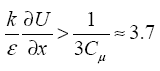 k/ε ∂U/∂x > 1/(3C_μ) ≈ 3.7